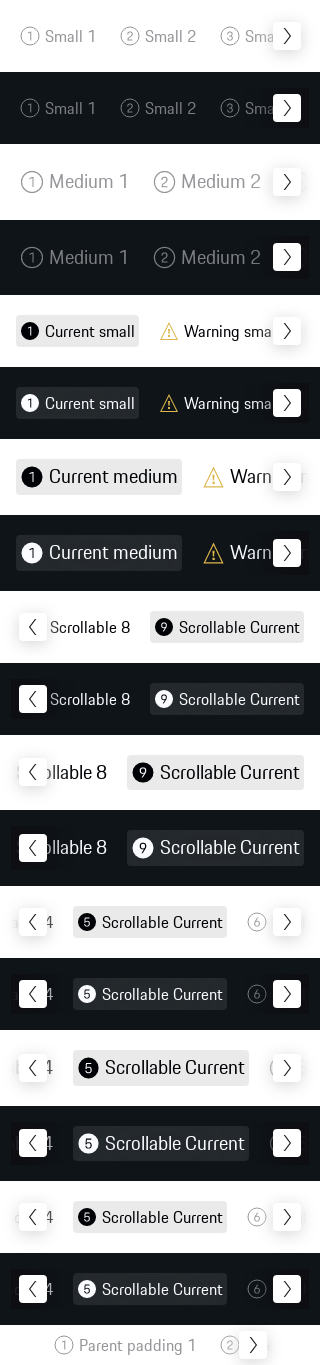 1 Small 1 2 Small 2 3 Sma
1 Small 1 2 Small 2 3 Sma
1 Medium 1 2 Medium 2
1 Medium 1 2 Medium 2
1 Current small Warning sma
1 Current small Warning sma
1 Current medium Warn
1 Current medium Warn
Scrollable 8 9 Scrollable Current
Scrollable 8 9 Scrollable Current
ollable 8 9 Scrollable Current
ollable 8 9 Scrollable Current
4 5 Scrollable Current 6
4 5 Scrollable Current 6
4 5 Scrollable Current
4 5 Scrollable Current
4 5 Scrollable Current 6
4 5 Scrollable Current 6
1 Parent padding 1 2